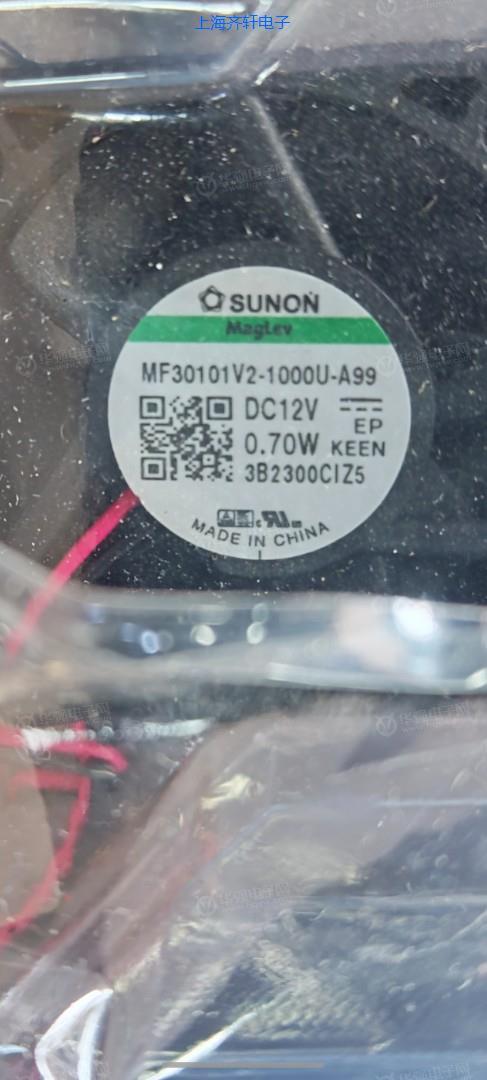 上海齐轩电子
SUNON
MagLev
MF30101V2-1000U-A99
DC12V
EP
0.70W KEEN
3B2300CIZ5
MADE IN CHINA